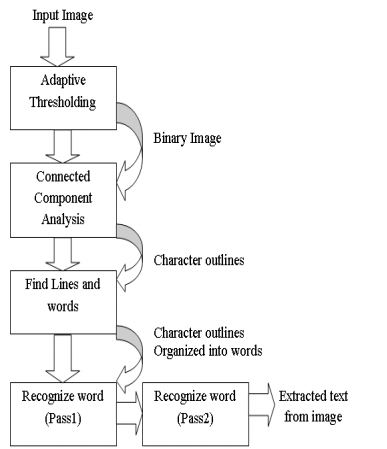 Input Image
Adaptive
Thresholding
Binary Image
Connected
Component
Analysis
Character outlines
Find Lines and
words
Character outlines
Organized into words
Recognize word
(Pass1)
Recognize word
(Pass2)
Extracted text
from image